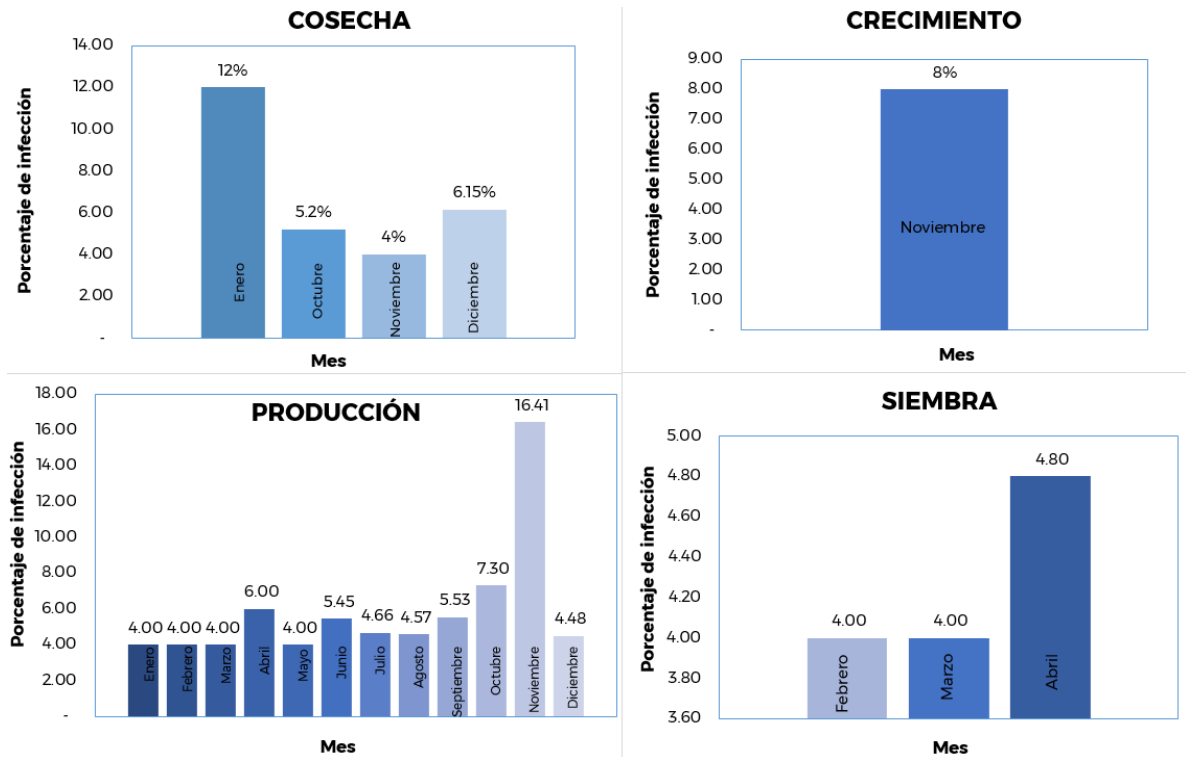 COSECHA
Porcentaje de infección
14.00
12.00
10.00
8.00
6.00
4.00
2.00
-
12%
5.2%
4%
6.15%
Enero
Octubre
Noviembre
Diciembre
Mes
CRECIMIENTO
Porcentaje de infección
9.00
8.00
7.00
6.00
5.00
4.00
3.00
2.00
1.00
-
8%
Noviembre
Mes
PRODUCCIÓN
Porcentaje de infección
18.00
16.00
14.00
12.00
10.00
8.00
6.00
4.00
2.00
-
4.00
4.00
4.00
6.00
4.00
5.45
4.66
4.57
5.53
7.30
16.41
4.48
Enero
Febrero
Marzo
Abril
Mayo
Junio
Julio
Agosto
Septiembre
Octubre
Noviembre
Diciembre
Mes
SIEMBRA
Porcentaje de infección
5.00
4.80
4.60
4.40
4.20
4.00
3.80
3.60
4.00
4.00
4.80
Febrero
Marzo
Abril
Mes